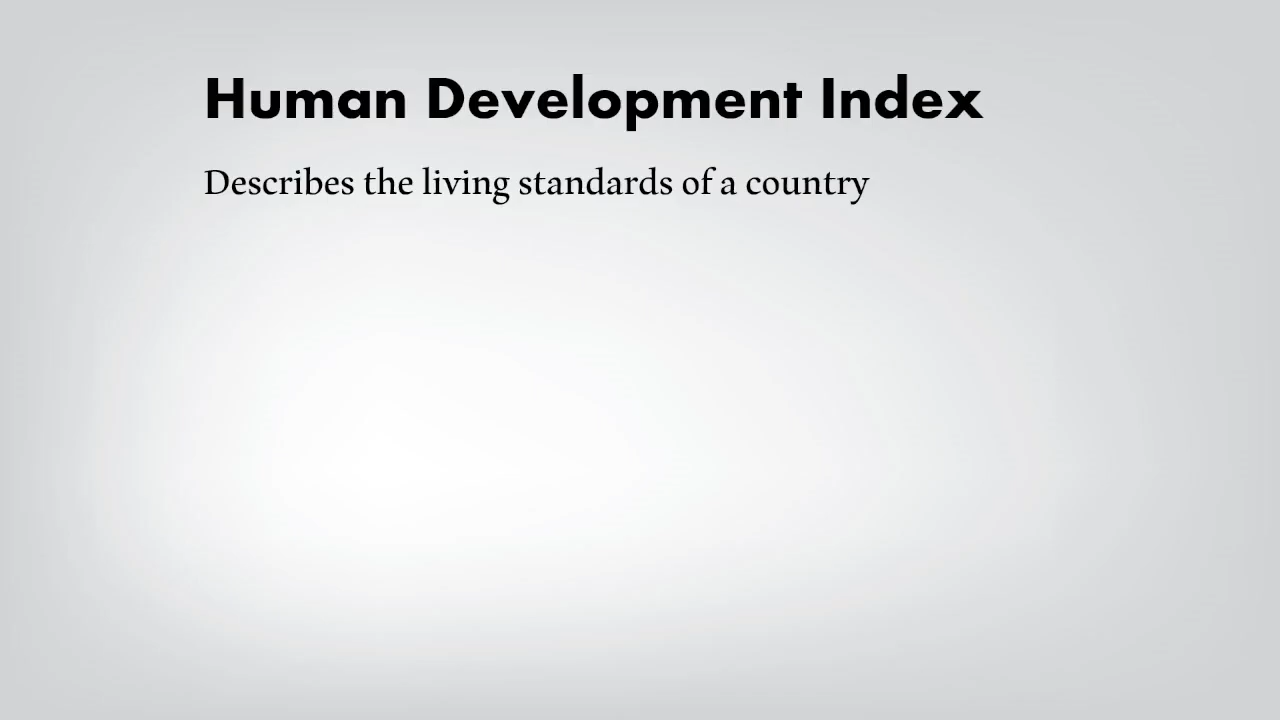 Human Development Index
Describes the living standards of a country